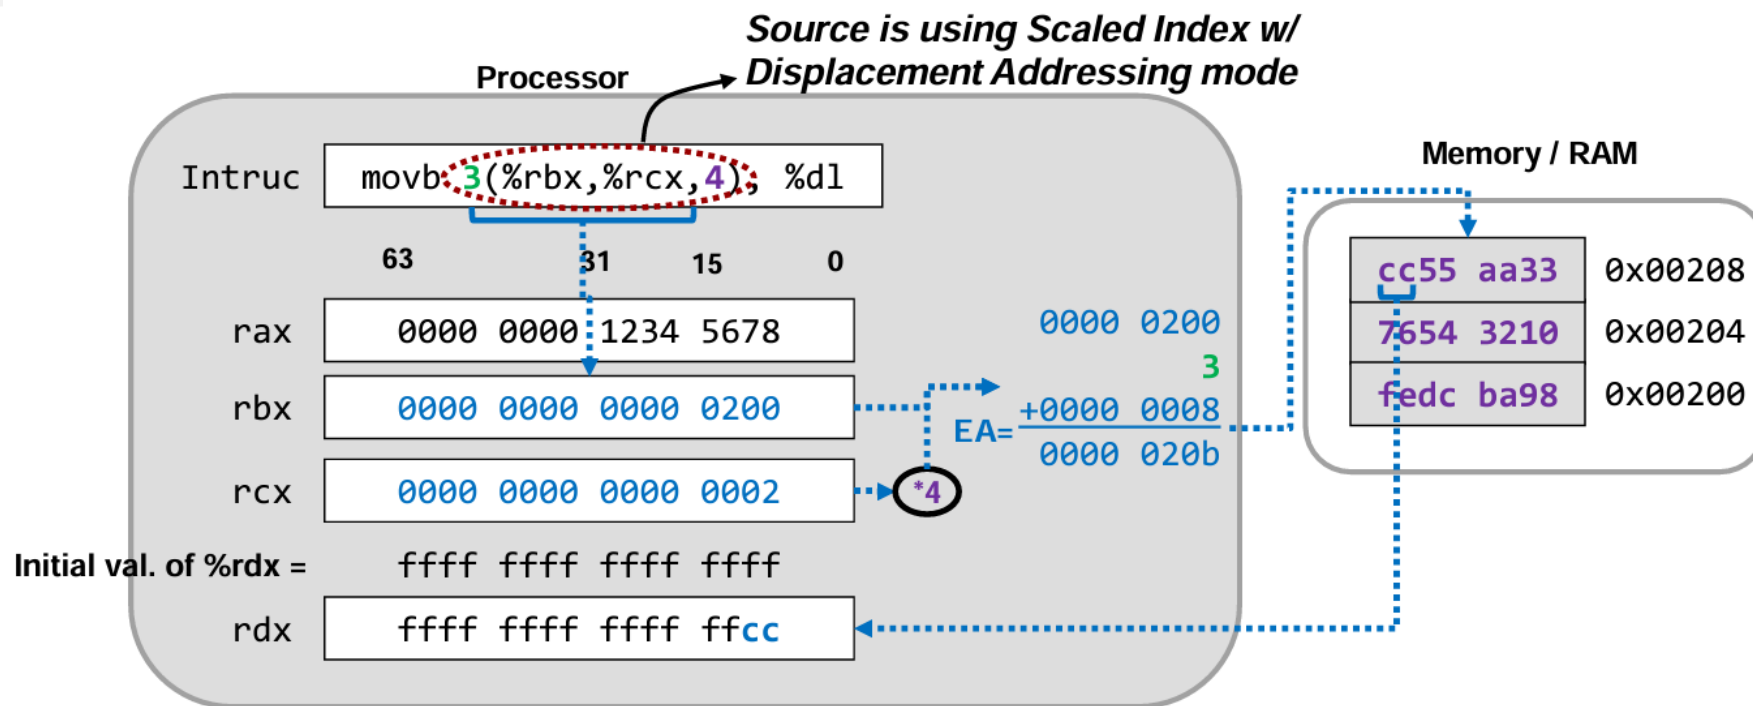 Source is using Scaled Index w/
Displacement Addressing mode
Processor
Memory / RAM
Intruc movb 3(%rbx,%rcx,4), %dl
63 31 15 0
cc55 aa33 0x00208
rax 0000 0000 1234 5678
0000 0200
7654 3210 0x00204
3
fedc ba98 0x00200
rbx 0000 0000 0000 0200
+0000 0008
EA=
0000 020b
rcx 0000 0000 0000 0002
*4
Initial val. of %rdx = ffff ffff ffff ffff
rdx ffff ffff ffff ffcc